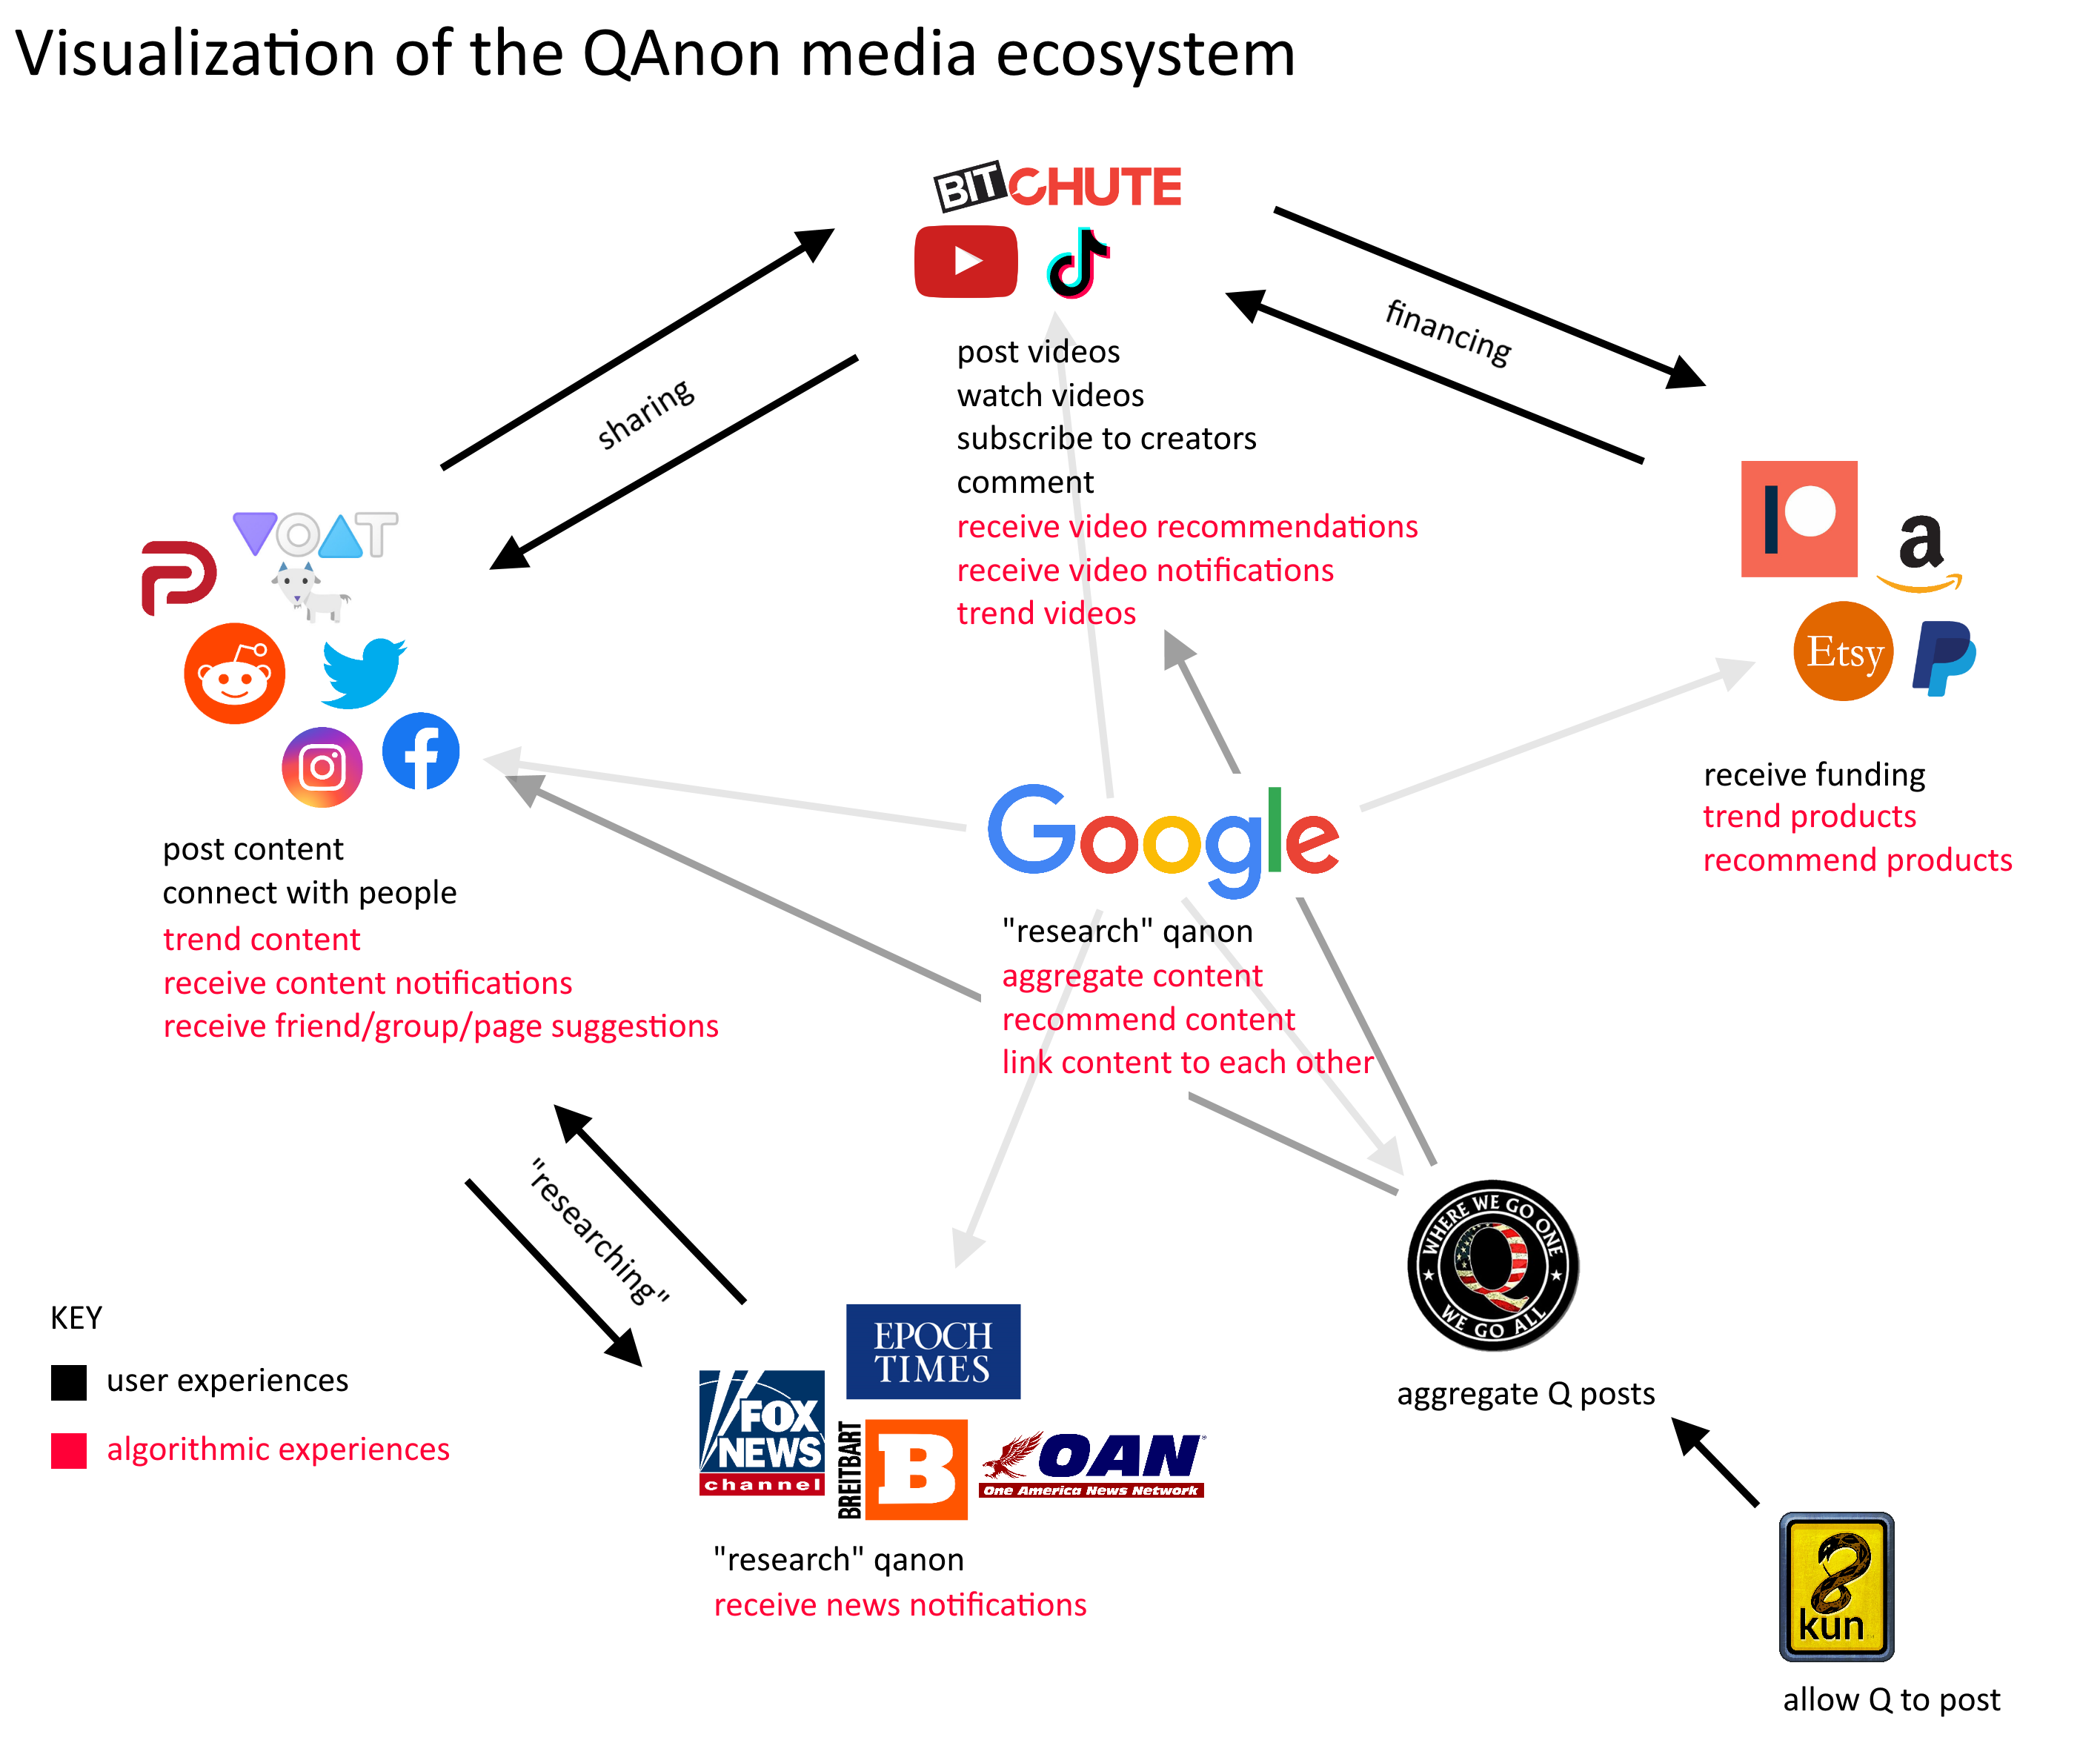 Visualization of the QAnon media ecosystem
BITCHUTE
post videos
watch videos
subscribe to creators
comment
receive video recommendations
receive video notifications
trend videos
sharing
financing
VOAT
a
Etsy
receive funding
trend products
recommend products
post content
connect with people
trend content
receive content notifications
receive friend/group/page suggestions
Google
"research" qanon
aggregate content
recommend content
link content to each other
"researching"
WHERE WE GO ONE
Q
WE GO ALL
aggregate Q posts
KEY
user experiences
algorithmic experiences
EPOCH
TIMES
FOX
NEWS
channel
BREITBART
B
OAN
One America News Network
"research" qanon
receive news notifications
8
kun
allow Q to post